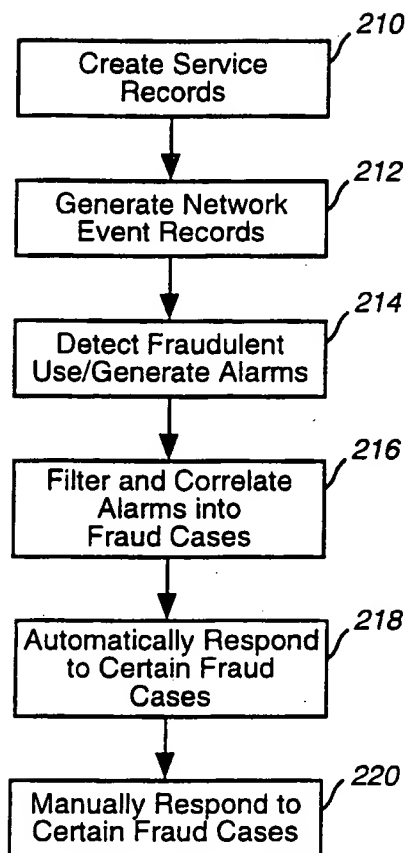 210
Create Service
Records
212
Generate Network
Event Records
214
Detect Fraudulent
Use/Generate Alarms
216
Filter and Correlate
Alarms into
Fraud Cases
218
Automatically Respond
to Certain Fraud
Cases
220
Manually Respond to
Certain Fraud Cases